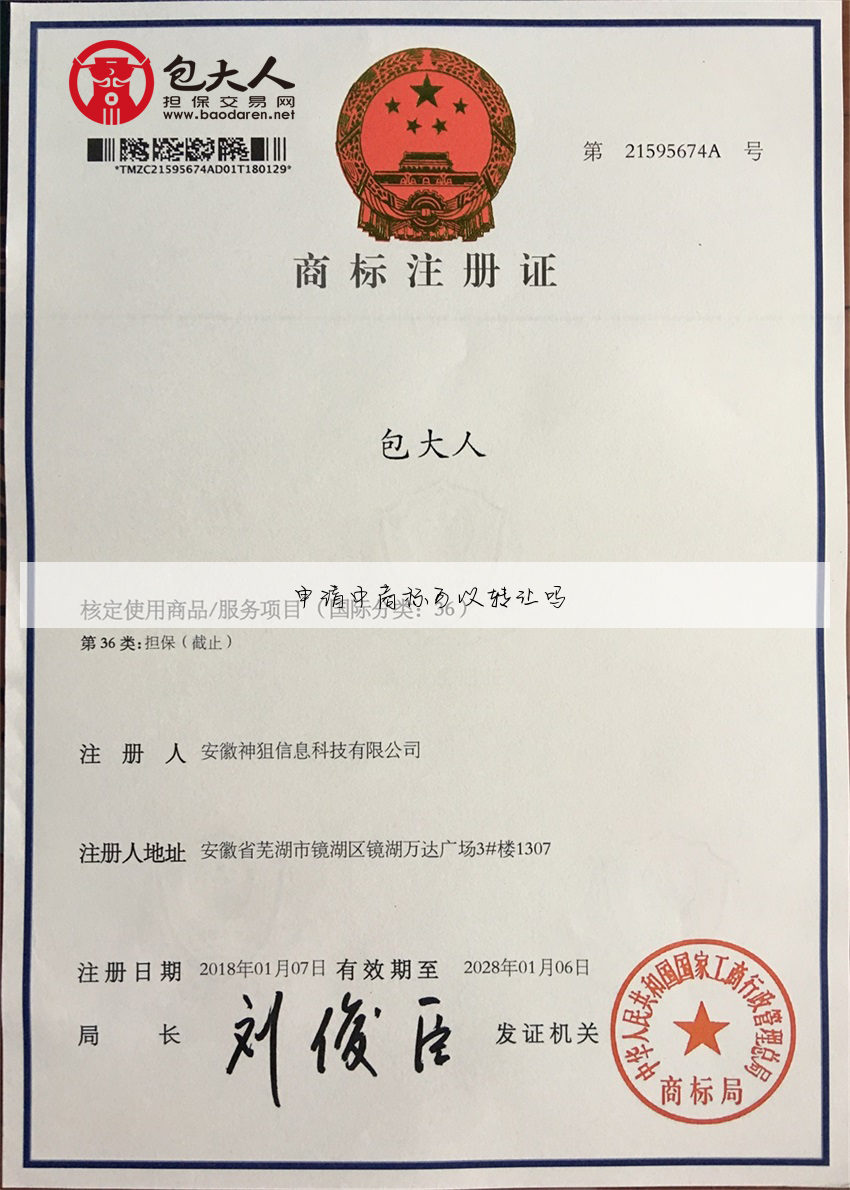 包大人
担保交易网
www.baodaren.net
*TMZC21595674AD01T180129*
第 21595674A 号
商标注册证
包大人
申请中商标可以转让吗
核定使用商品/服务项目（国际分类：36）
第 36 类：担保（截止）
注册人 安徽神狙信息科技有限公司
注册人地址 安徽省芜湖市镜湖区镜湖万达广场3#楼1307
注册日期 2018年01月07日 有效期至 2028年01月06日
局长 刘俊臣 发证机关
中华人民共和国国家工商行政管理总局
商标局